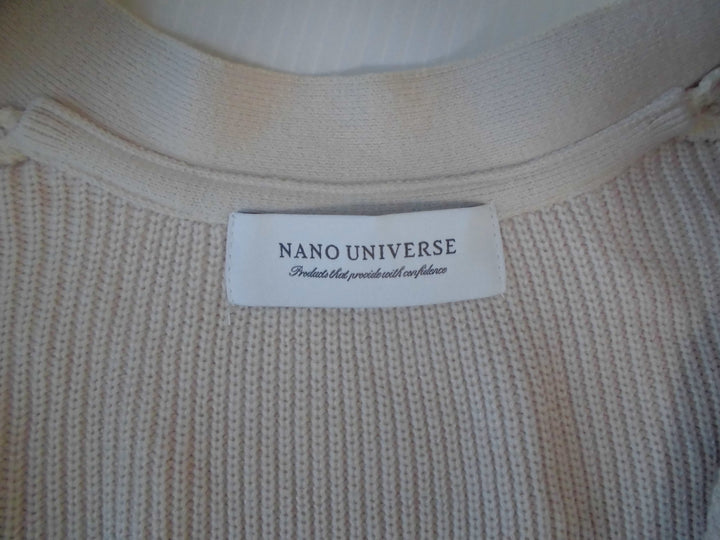 NANO UNIVERSE
Products that provide with confidence